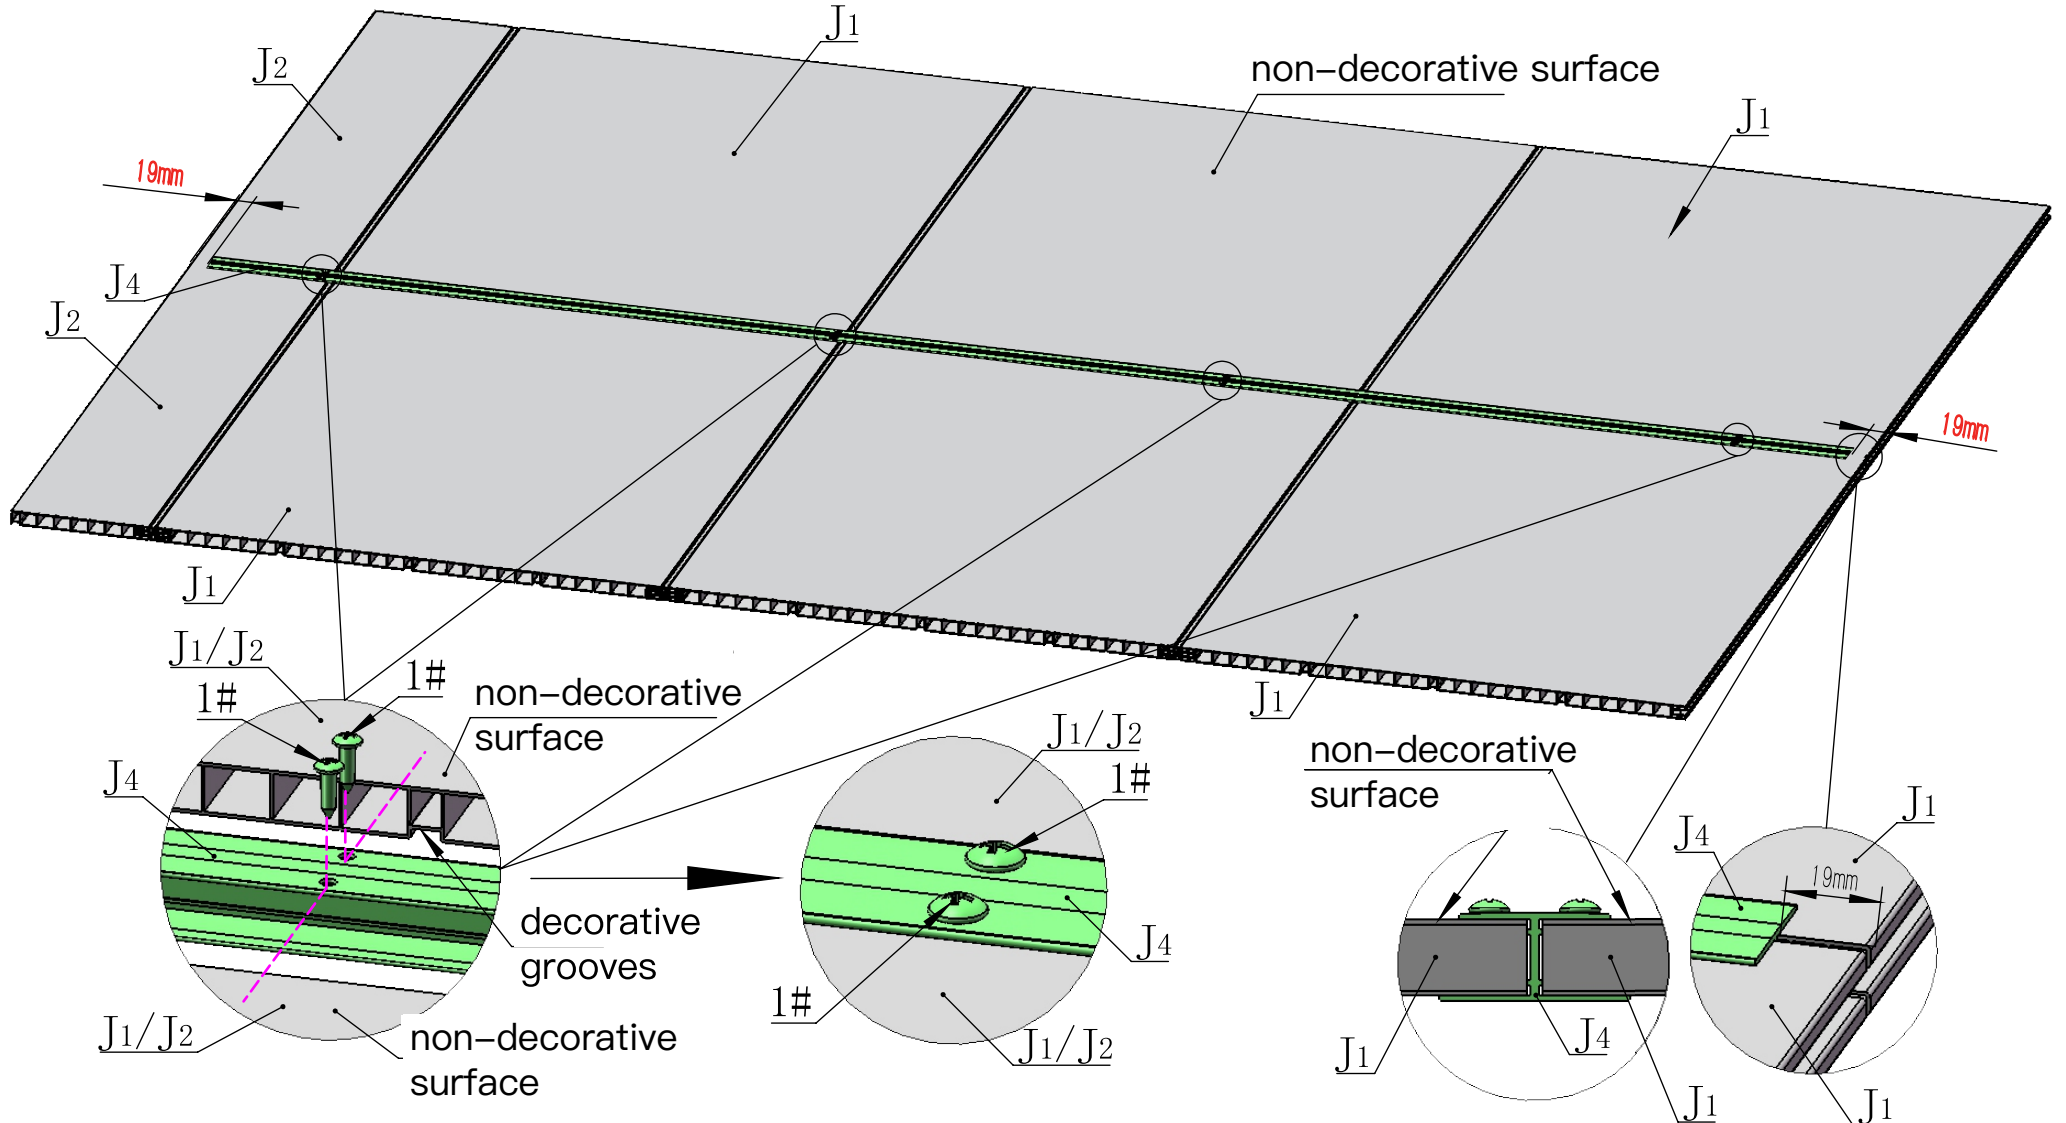 J1
J2
non–decorative surface
J1
19mm
J4
J2
19mm
J1
J1
J1/J2
1#
1#
non–decorative
surface
J4
decorative
grooves
J1/J2
non–decorative
surface
J1/J2
1#
J4
1#
J1/J2
non–decorative
surface
J1
J4
J1
J4
J1
19mm
J1